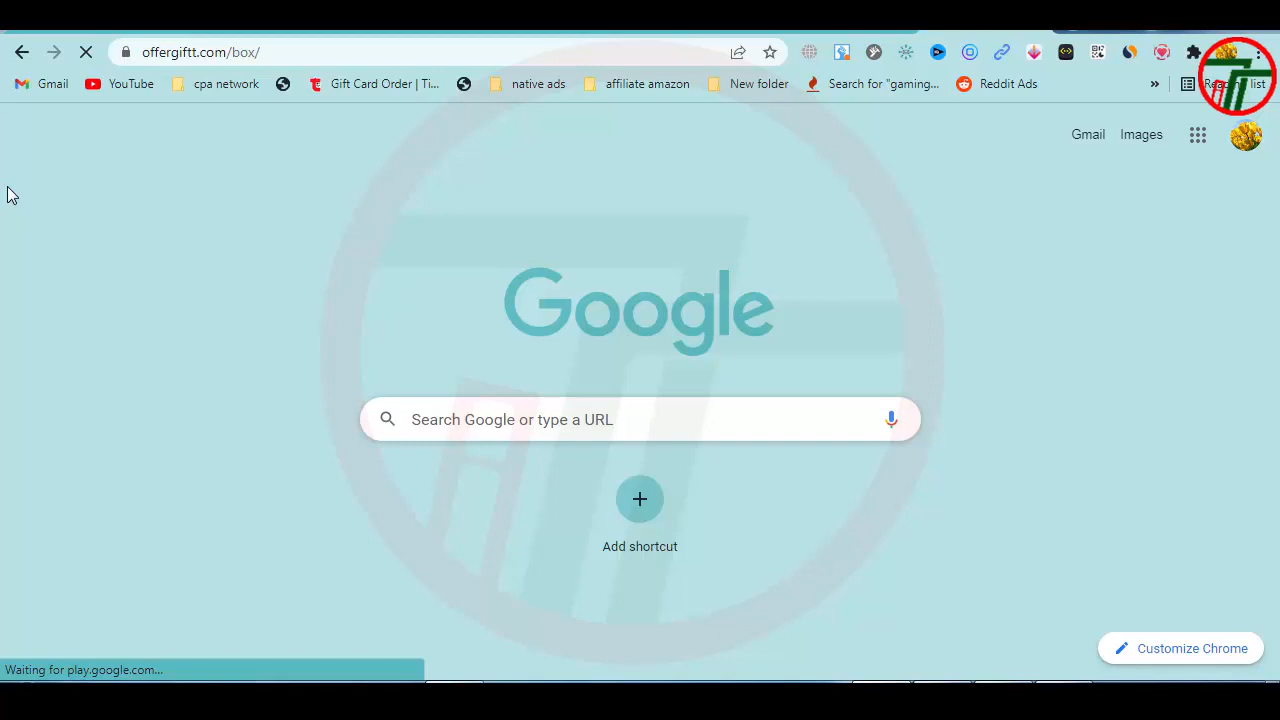 offergiftt.com/box/
Gmail YouTube cpa network Gift Card Order | Ti... native ads affiliate amazon New folder Search for "gaming... Reddit Ads » Reading list
Gmail Images
Google
Search Google or type a URL
Add shortcut
Customize Chrome
Waiting for play.google.com...